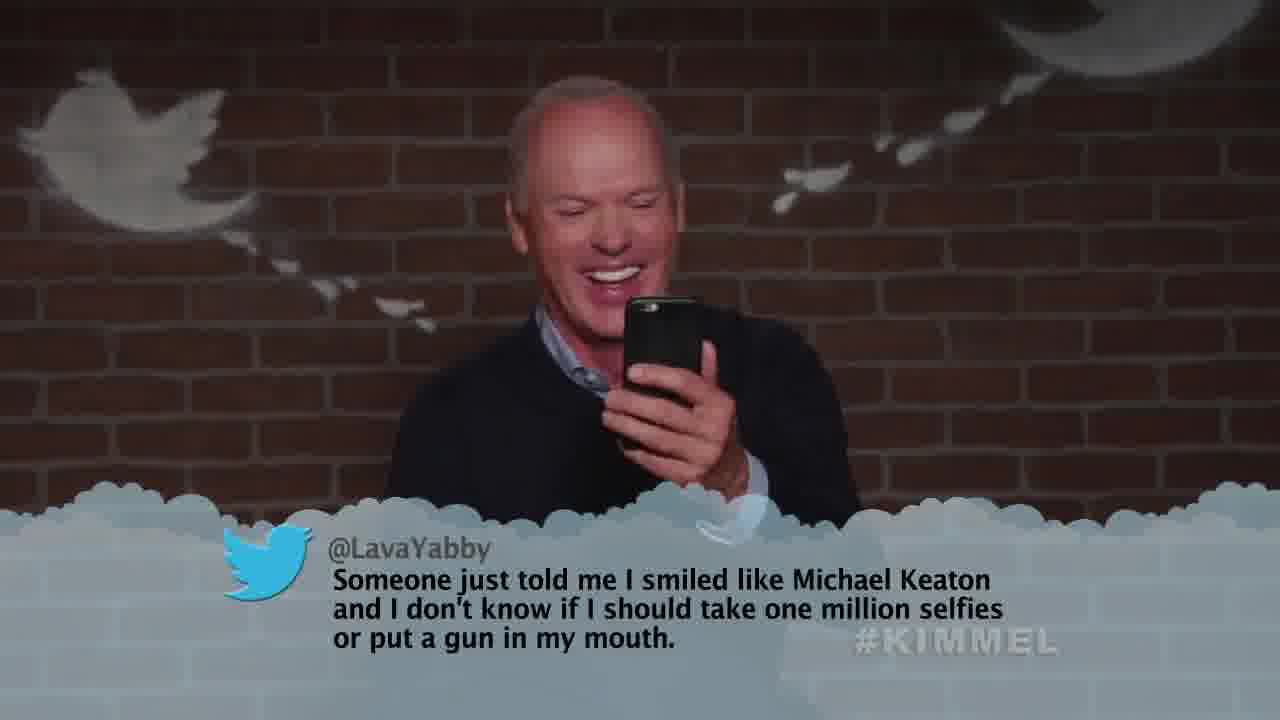 @LavaYabby
Someone just told me I smiled like Michael Keaton
and I don't know if I should take one million selfies
or put a gun in my mouth.
#KIMMEL